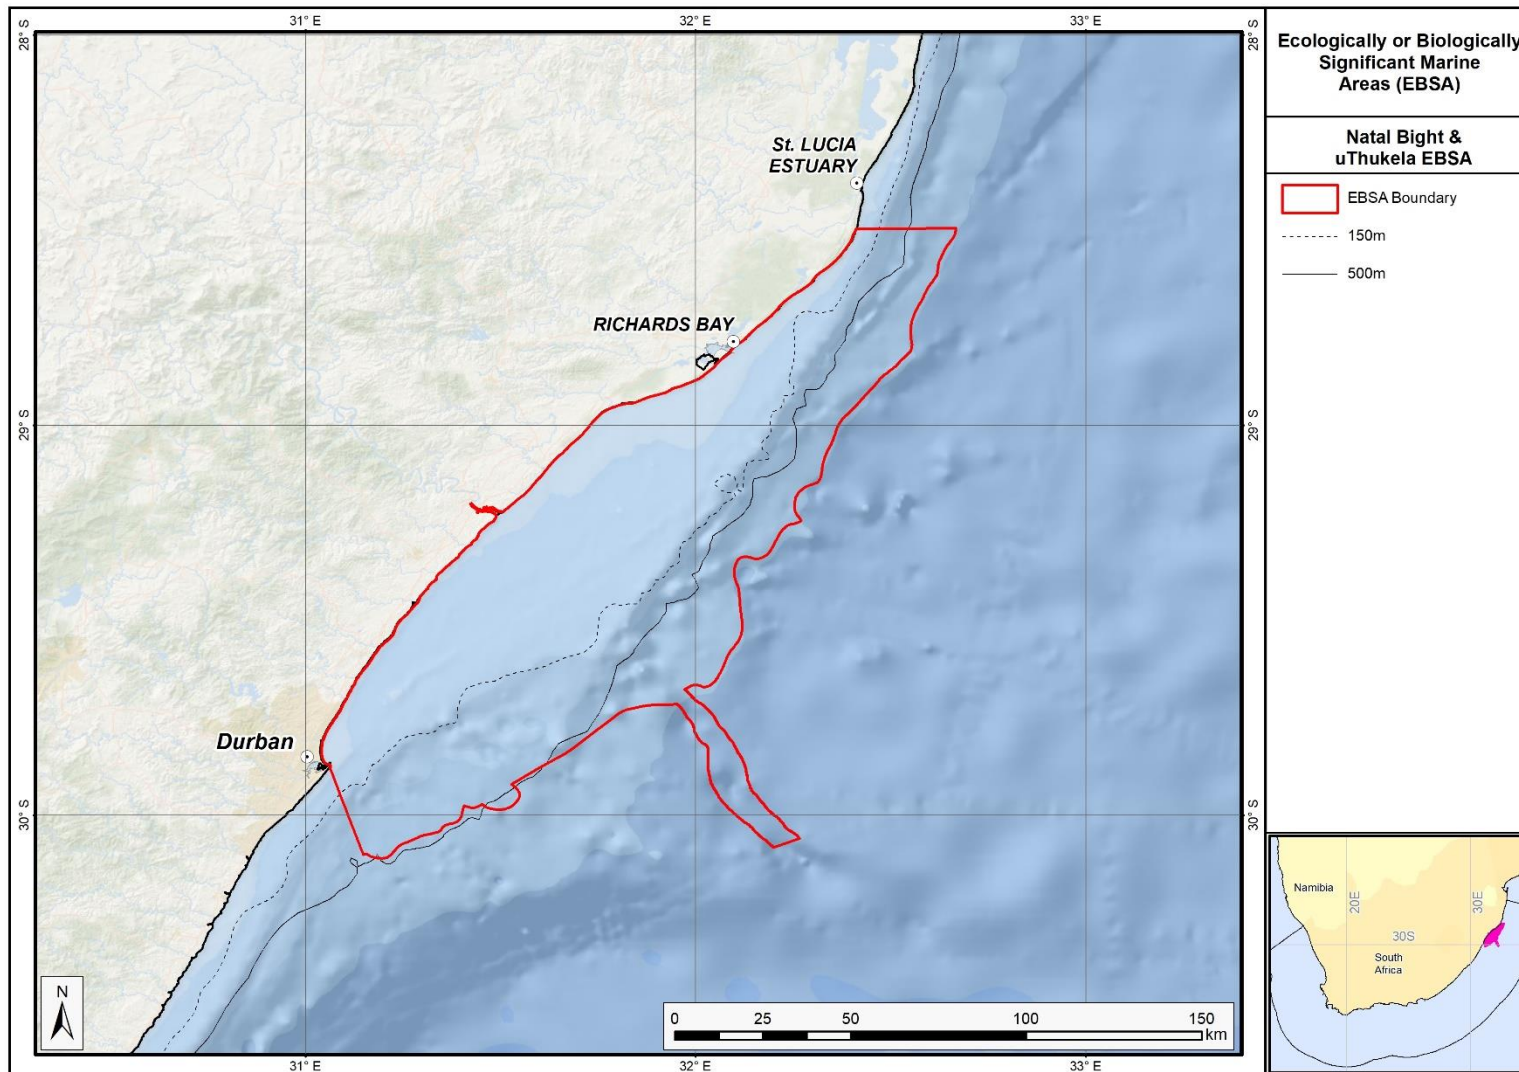 31° E
32° E
33° E
28° S
28° S
Ecologically or Biologically
Significant Marine
Areas (EBSA)
Natal Bight &
uThukela EBSA
EBSA Boundary
150m
500m
St. LUCIA
ESTUARY
RICHARDS BAY
29° S
29° S
Durban
30° S
30° S
N
0
25
50
100
150
km
31° E
32° E
33° E
Namibia
20E
30E
30S
South
Africa